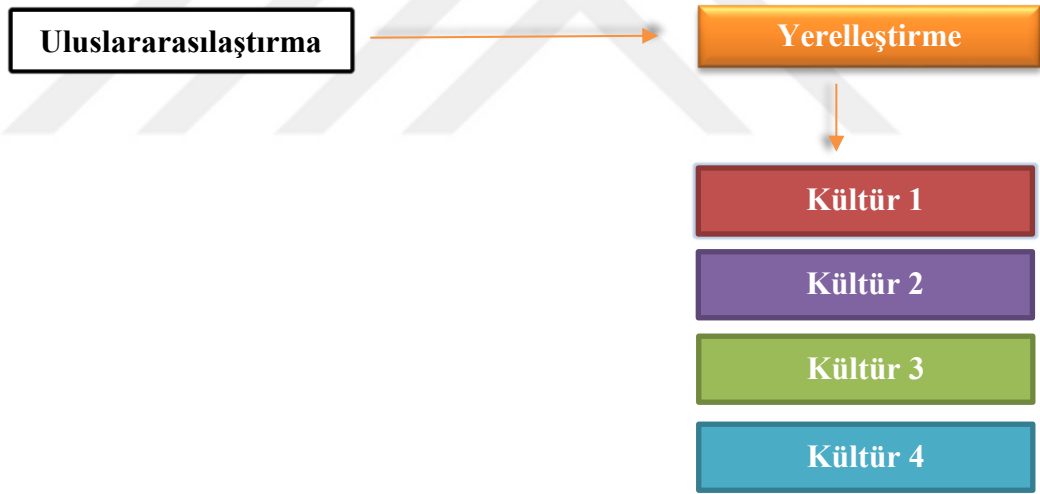 Uluslararasılaştırma
Yerelleştirme
Kültür 1
Kültür 2
Kültür 3
Kültür 4